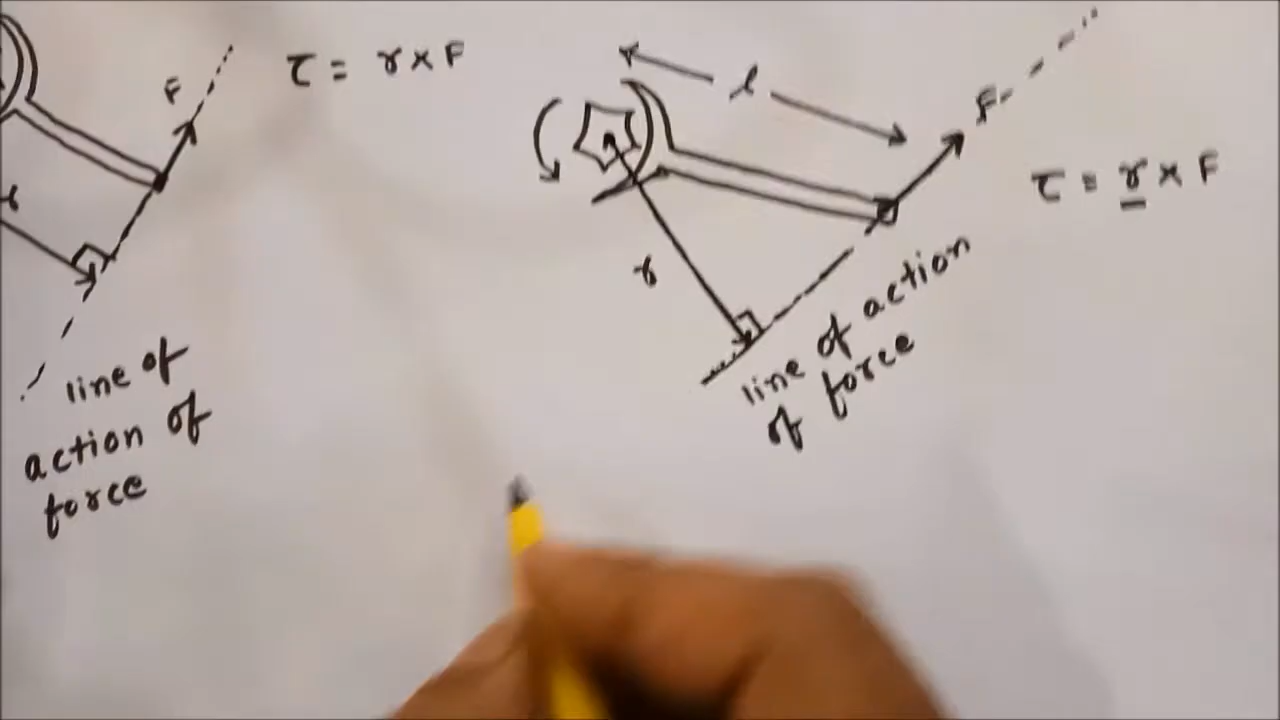 F
τ = r × F
r
line of
action of
force
l
F
τ = r × F
r
line of action
of force